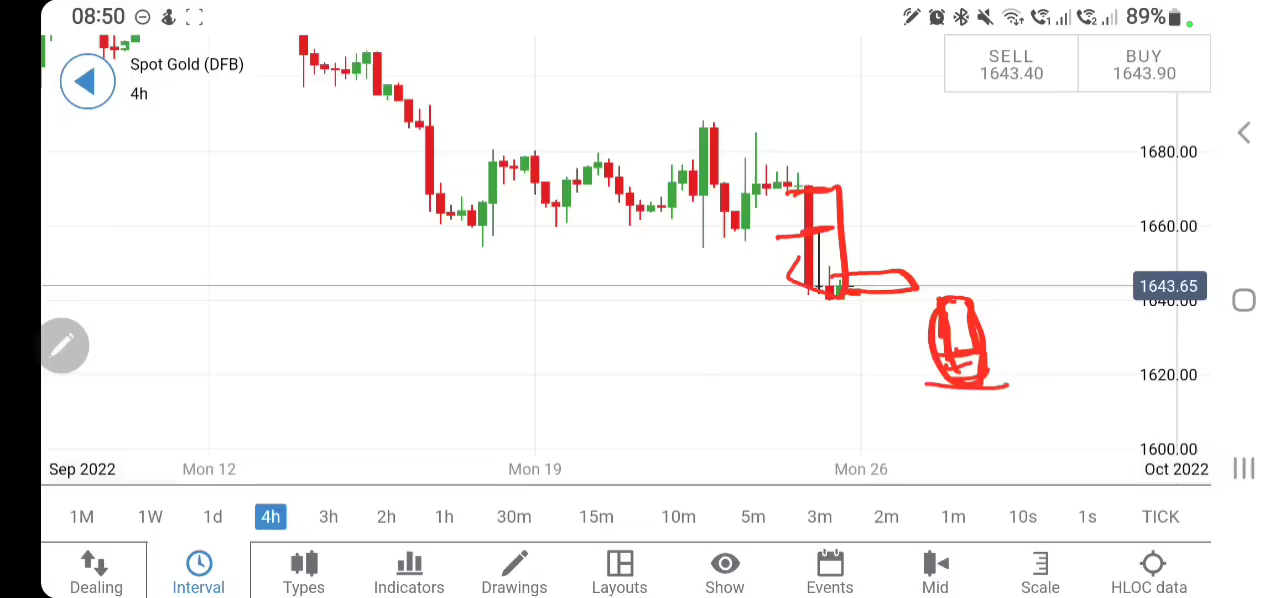 08:50
89%
Spot Gold (DFB)
4h
SELL
1643.40
BUY
1643.90
1680.00
1660.00
1643.65
1640.00
1620.00
1600.00
Sep 2022 Mon 12 Mon 19 Mon 26 Oct 2022
1M 1W 1d 4h 3h 2h 1h 30m 15m 10m 5m 3m 2m 1m 10s 1s TICK
Dealing Interval Types Indicators Drawings Layouts Show Events Mid Scale HLOC data